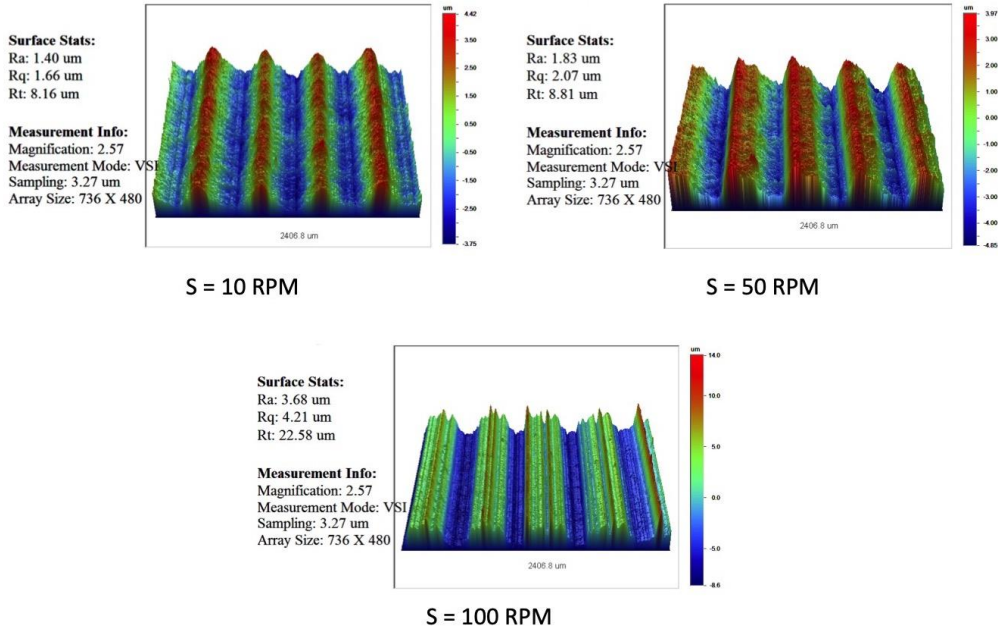 Surface Stats:
Ra: 1.40 um
Rq: 1.66 um
Rt: 8.16 um
Measurement Info:
Magnification: 2.57
Measurement Mode: VSI
Sampling: 3.27 um
Array Size: 736 X 480
2406.8 um
um
4.42
3.50
2.50
1.50
0.50
-0.50
-1.50
-2.50
-3.75
S = 10 RPM
Surface Stats:
Ra: 1.83 um
Rq: 2.07 um
Rt: 8.81 um
Measurement Info:
Magnification: 2.57
Measurement Mode: VSI
Sampling: 3.27 um
Array Size: 736 X 480
2406.8 um
um
3.97
3.00
2.00
1.00
0.00
-1.00
-2.00
-3.00
-4.00
-4.85
S = 50 RPM
Surface Stats:
Ra: 3.68 um
Rq: 4.21 um
Rt: 22.58 um
Measurement Info:
Magnification: 2.57
Measurement Mode: VSI
Sampling: 3.27 um
Array Size: 736 X 480
2406.8 um
um
14.0
10.0
5.0
0.0
-5.0
-8.6
S = 100 RPM